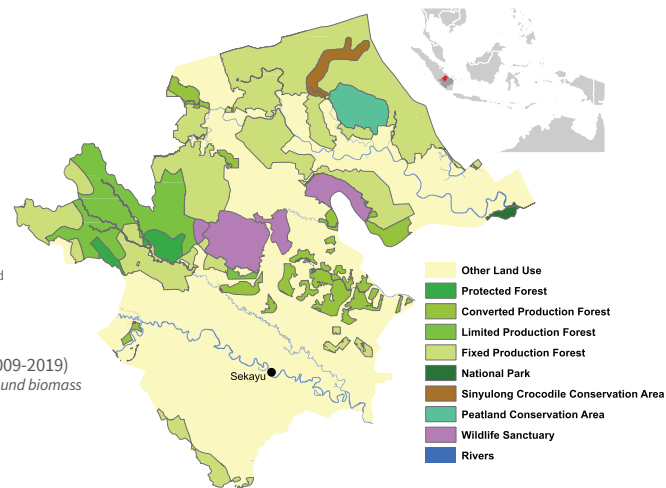 d
009-2019)
und biomass
Sekayu
Other Land Use
Protected Forest
Converted Production Forest
Limited Production Forest
Fixed Production Forest
National Park
Sinyulong Crocodile Conservation Area
Peatland Conservation Area
Wildlife Sanctuary
Rivers